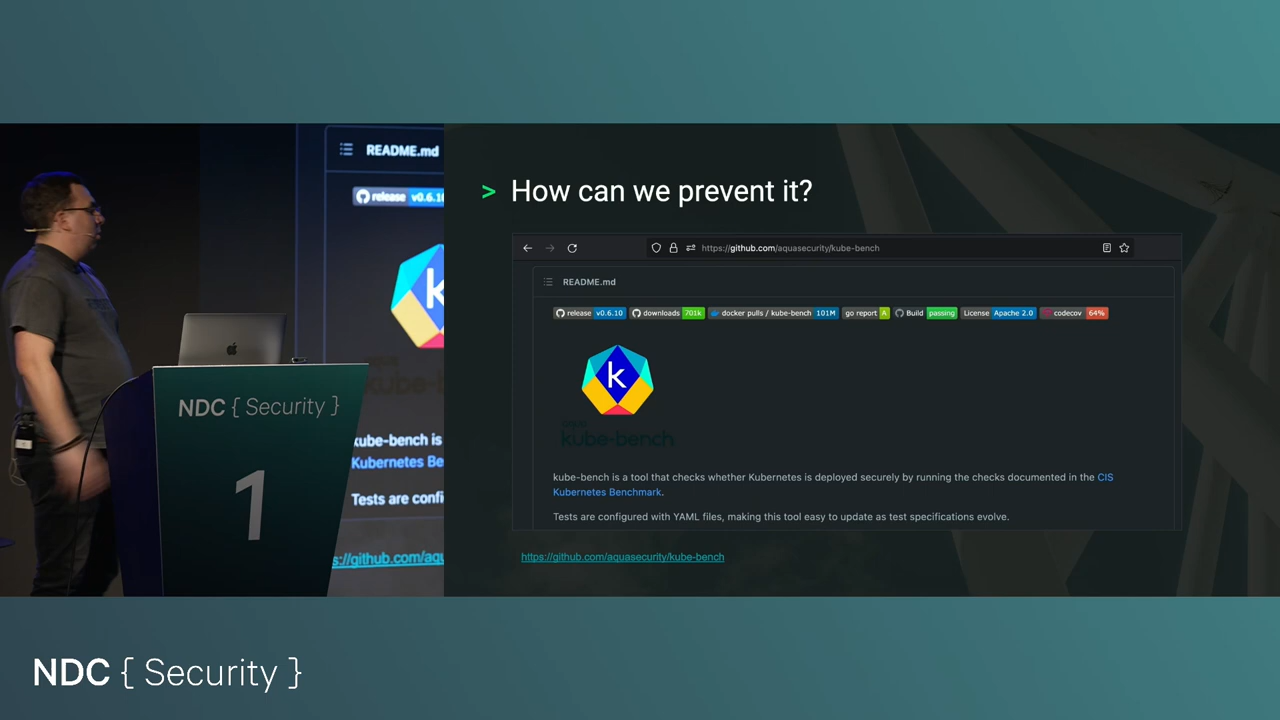 README.md
release v0.6.10
kube-b
kube-bench is
Kubernetes Be
Tests are confi
s://github.com/aqu
NDC { Security }
1
> How can we prevent it?
https://github.com/aquasecurity/kube-bench
README.md
release v0.6.10 downloads 701k docker pulls / kube-bench 101M go report A Build passing License Apache 2.0 codecov 64%
k
aqua
kube-bench
kube-bench is a tool that checks whether Kubernetes is deployed securely by running the checks documented in the CIS
Kubernetes Benchmark.
Tests are configured with YAML files, making this tool easy to update as test specifications evolve.
https://github.com/aquasecurity/kube-bench
NDC { Security }